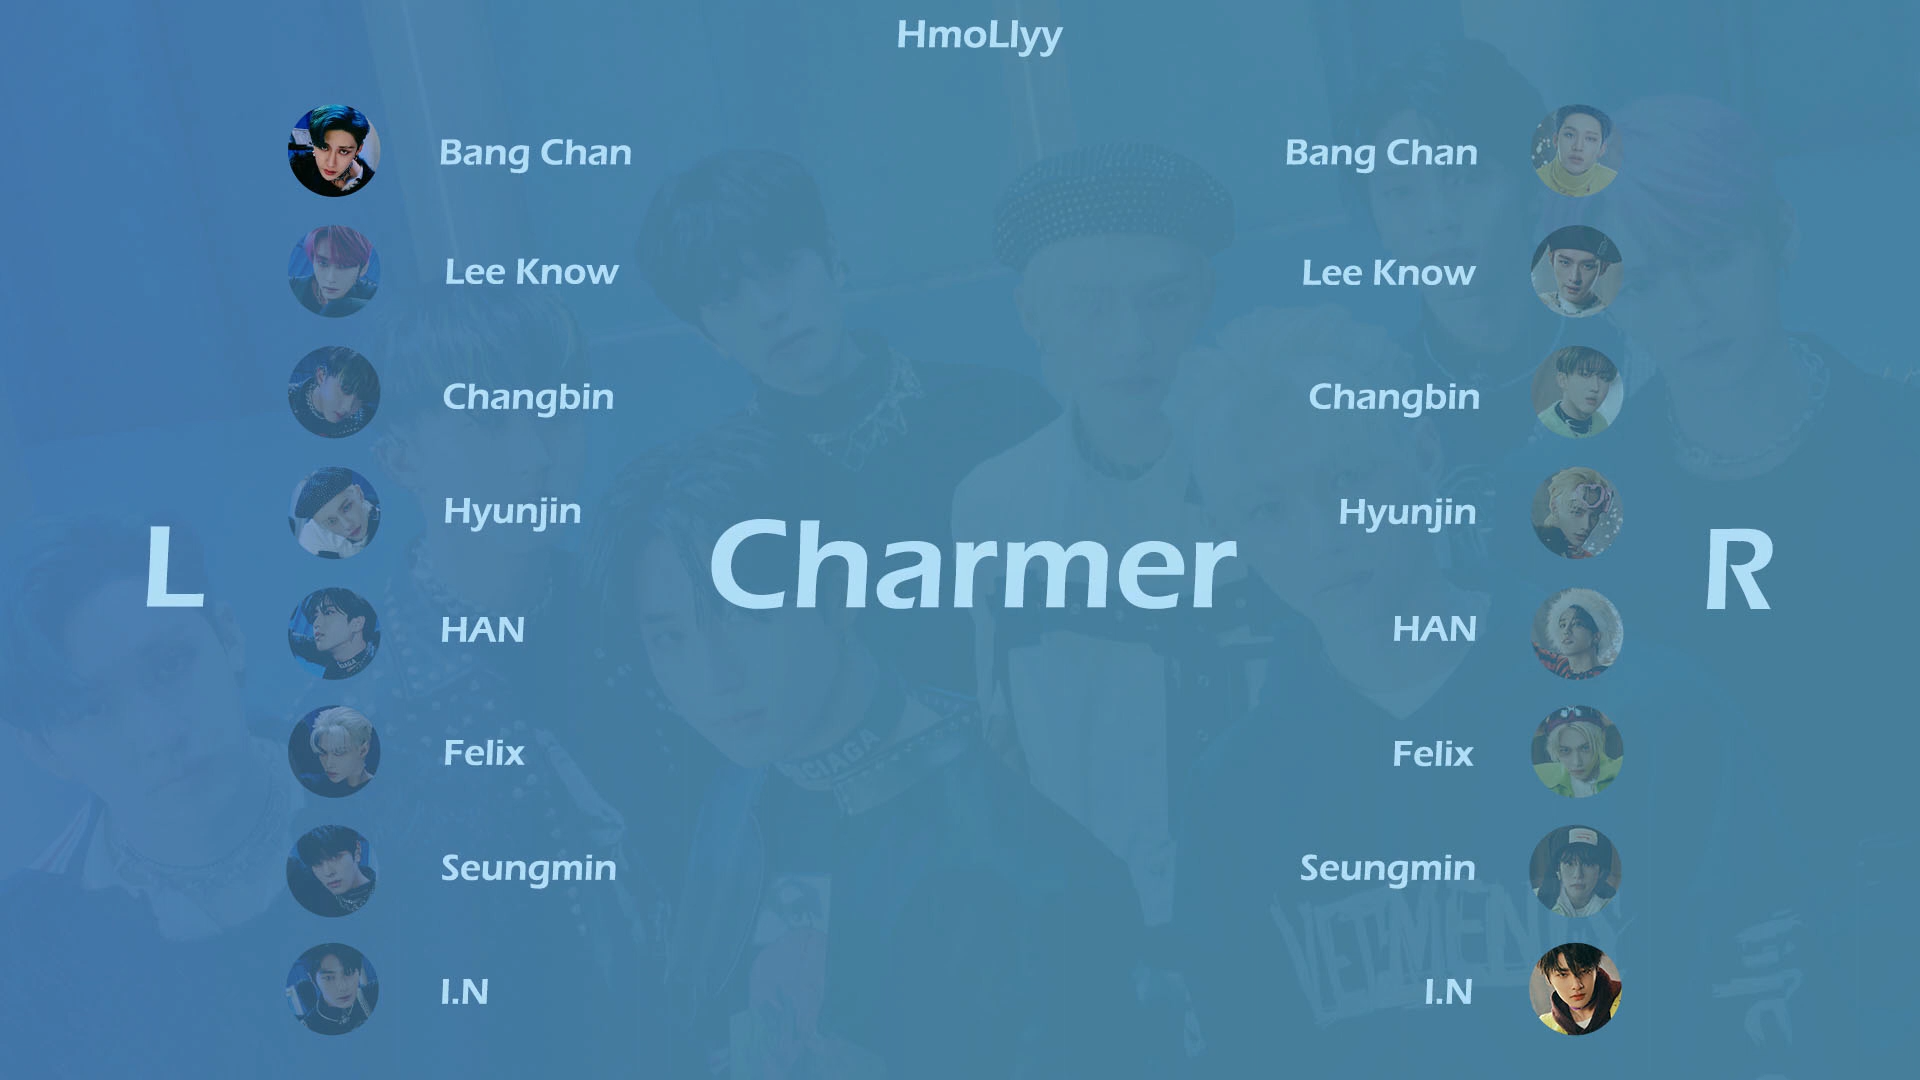 HmoLlyy
Bang Chan
Bang Chan
Lee Know
Lee Know
Changbin
Changbin
Hyunjin
Hyunjin
L
Charmer
R
HAN
HAN
Felix
Felix
CIAGA
Seungmin
Seungmin
I.N
I.N